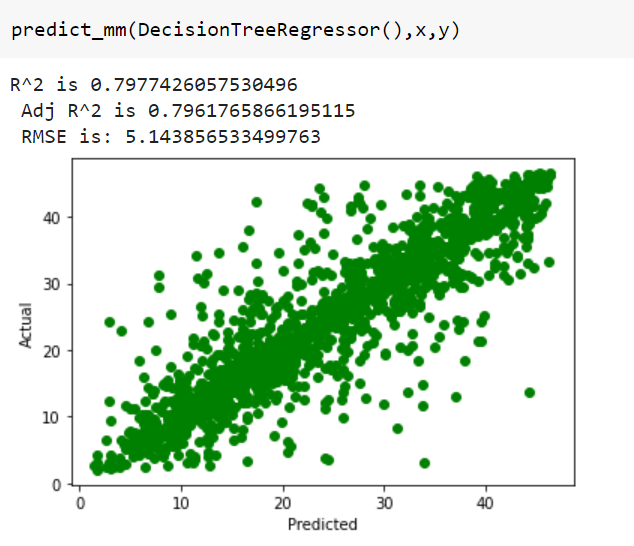 predict_mm(DecisionTreeRegressor(),x,y)
R^2 is 0.7977426057530496
Adj R^2 is 0.7961765866195115
RMSE is: 5.143856533499763
40
30
20
10
0
Actual
0 10 20 30 40
Predicted